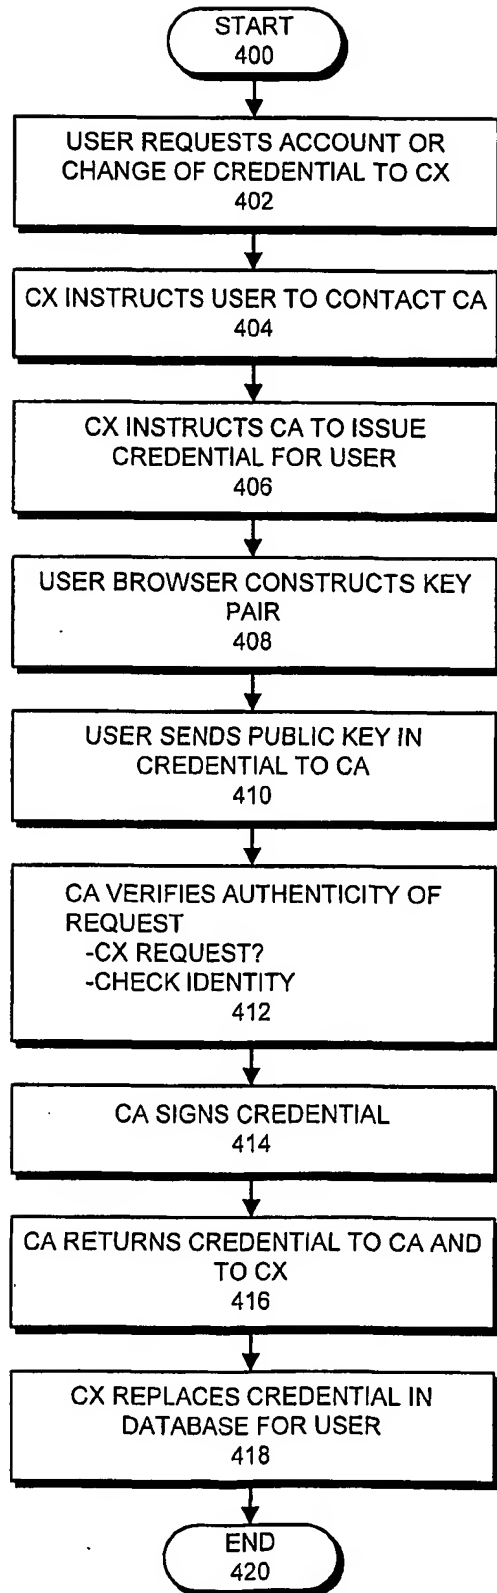 START
400
USER REQUESTS ACCOUNT OR
CHANGE OF CREDENTIAL TO CX
402
CX INSTRUCTS USER TO CONTACT CA
404
CX INSTRUCTS CA TO ISSUE
CREDENTIAL FOR USER
406
USER BROWSER CONSTRUCTS KEY
PAIR
408
USER SENDS PUBLIC KEY IN
CREDENTIAL TO CA
410
CA VERIFIES AUTHENTICITY OF
REQUEST
-CX REQUEST?
-CHECK IDENTITY
412
CA SIGNS CREDENTIAL
414
CA RETURNS CREDENTIAL TO CA AND
TO CX
416
CX REPLACES CREDENTIAL IN
DATABASE FOR USER
418
END
420